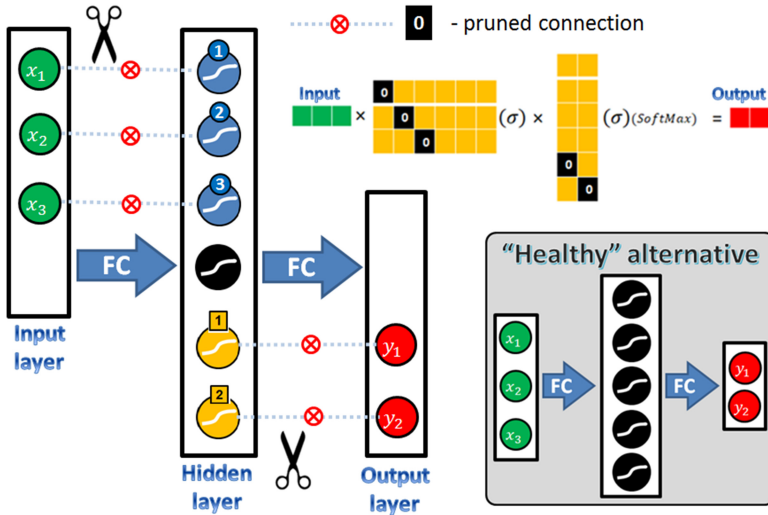 0 - pruned connection
x1
x2
x3
1
2
3
FC
FC
1
2
y1
y2
Input
layer
Hidden
layer
Output
layer
Input
×
0
0
0
(σ) ×
0
0
(σ)(SoftMax) =
Output
"Healthy" alternative
x1
x2
x3
FC
FC
y1
y2